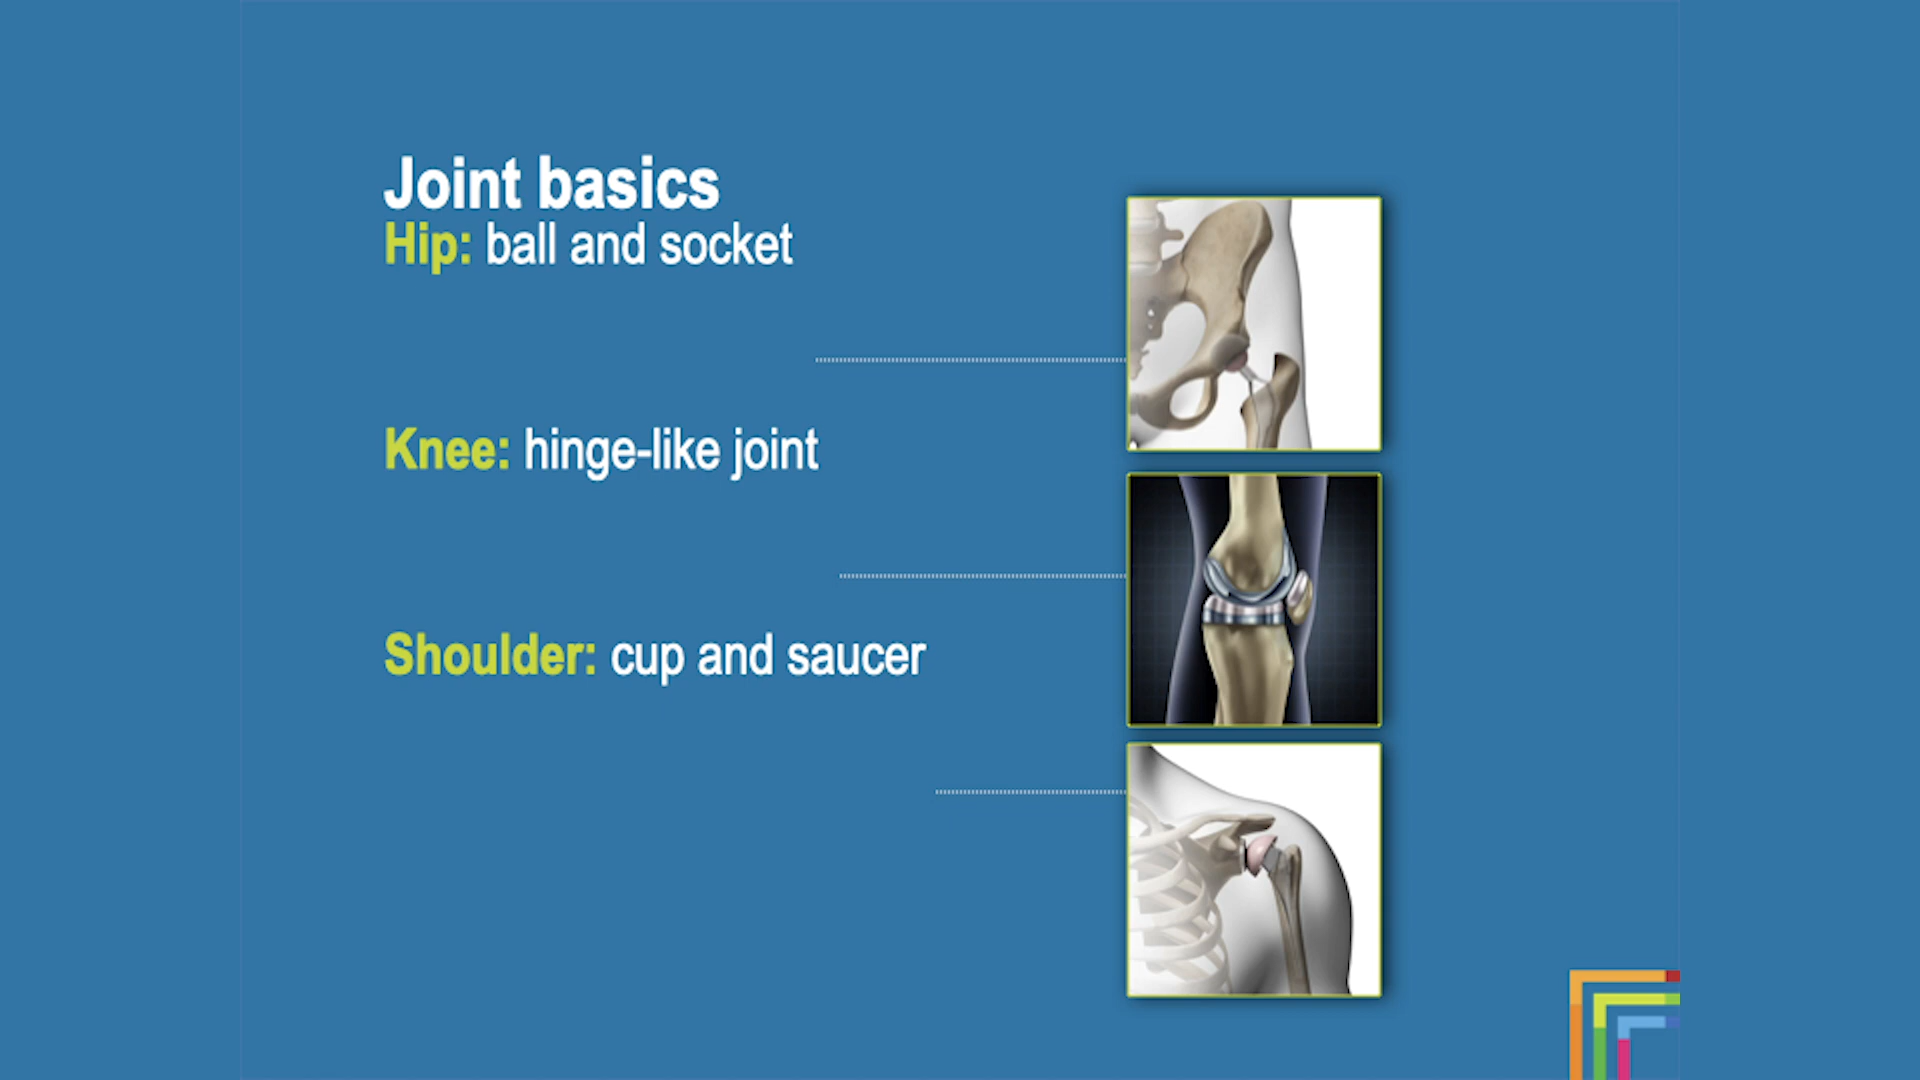 Joint basics
Hip: ball and socket
Knee: hinge-like joint
Shoulder: cup and saucer